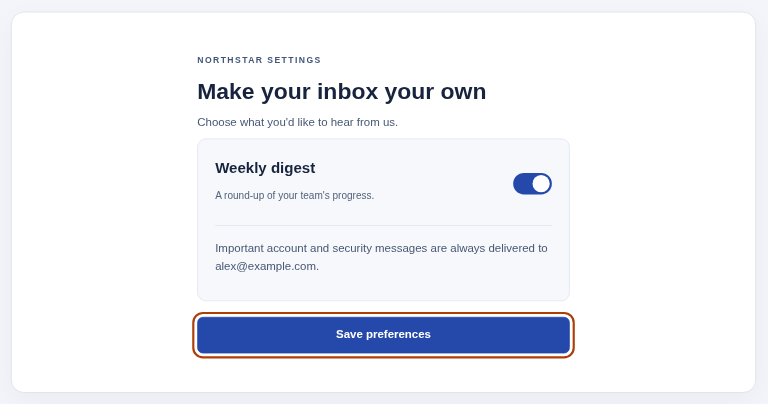 NORTHSTAR SETTINGS
Make your inbox your own
Choose what you'd like to hear from us.
Weekly digest
A round-up of your team's progress.
Important account and security messages are always delivered to
alex@example.com.
Save preferences